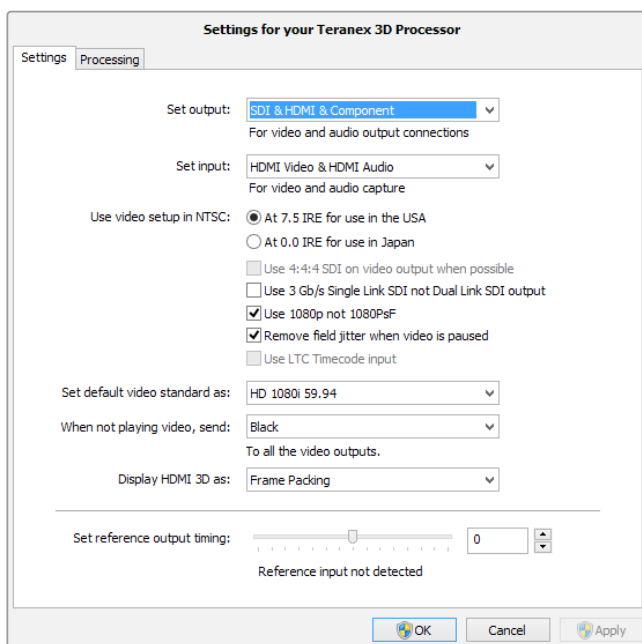 Settings for your Teranex 3D Processor
Settings Processing
Set output: SDI & HDMI & Component
For video and audio output connections
Set input: HDMI Video & HDMI Audio
For video and audio capture
Use video setup in NTSC: At 7.5 IRE for use in the USA
At 0.0 IRE for use in Japan
Use 4:4:4 SDI on video output when possible
Use 3 Gb/s Single Link SDI not Dual Link SDI output
Use 1080p not 1080PsF
Remove field jitter when video is paused
Use LTC Timecode input
Set default video standard as: HD 1080i 59.94
When not playing video, send: Black
To all the video outputs.
Display HDMI 3D as: Frame Packing
Set reference output timing: 0
Reference input not detected
OK Cancel Apply